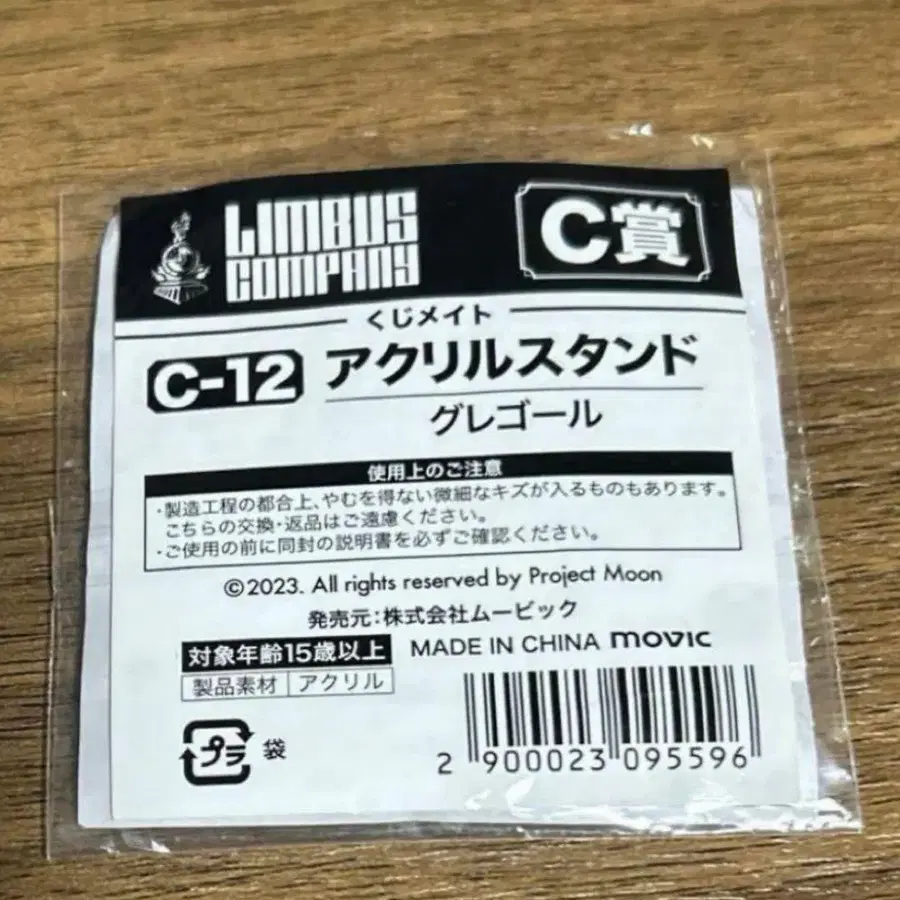 LIMBUS
COMPANY
C賞
くじメイト
C-12 アクリルスタンド
グレゴール
使用上のご注意
・製造工程の都合上、やむを得ない微細なキズが入るものもあります。
こちらの交換・返品はご遠慮ください。
・ご使用の前に同封の説明書を必ずご確認ください。
©2023. All rights reserved by Project Moon
発売元:株式会社ムービック
対象年齢15歳以上 MADE IN CHINA movic
製品素材 アクリル
プラ 袋
2 900023 095596